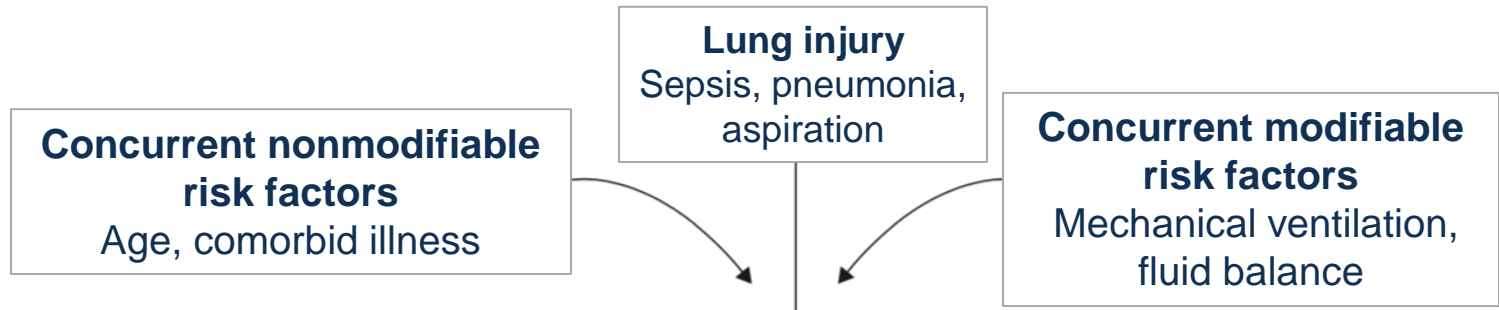 Lung injury
Sepsis, pneumonia,
aspiration
Concurrent nonmodifiable
risk factors
Age, comorbid illness
Concurrent modifiable
risk factors
Mechanical ventilation,
fluid balance